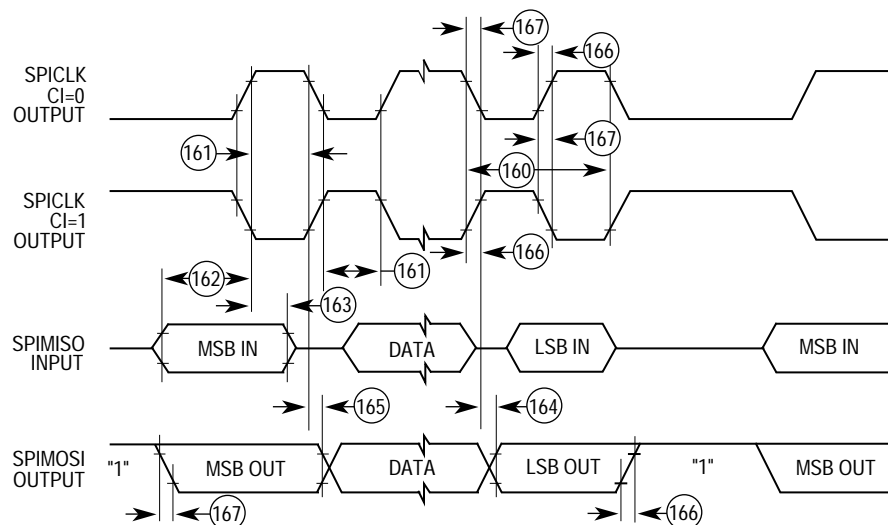 167
166
SPICLK
CI=0
OUTPUT
161
167
160
SPICLK
CI=1
OUTPUT
166
161
162
163
SPIMISO
INPUT
MSB IN
DATA
LSB IN
MSB IN
165
164
SPIMOSI
OUTPUT
"1"
MSB OUT
DATA
LSB OUT
"1"
MSB OUT
167
166